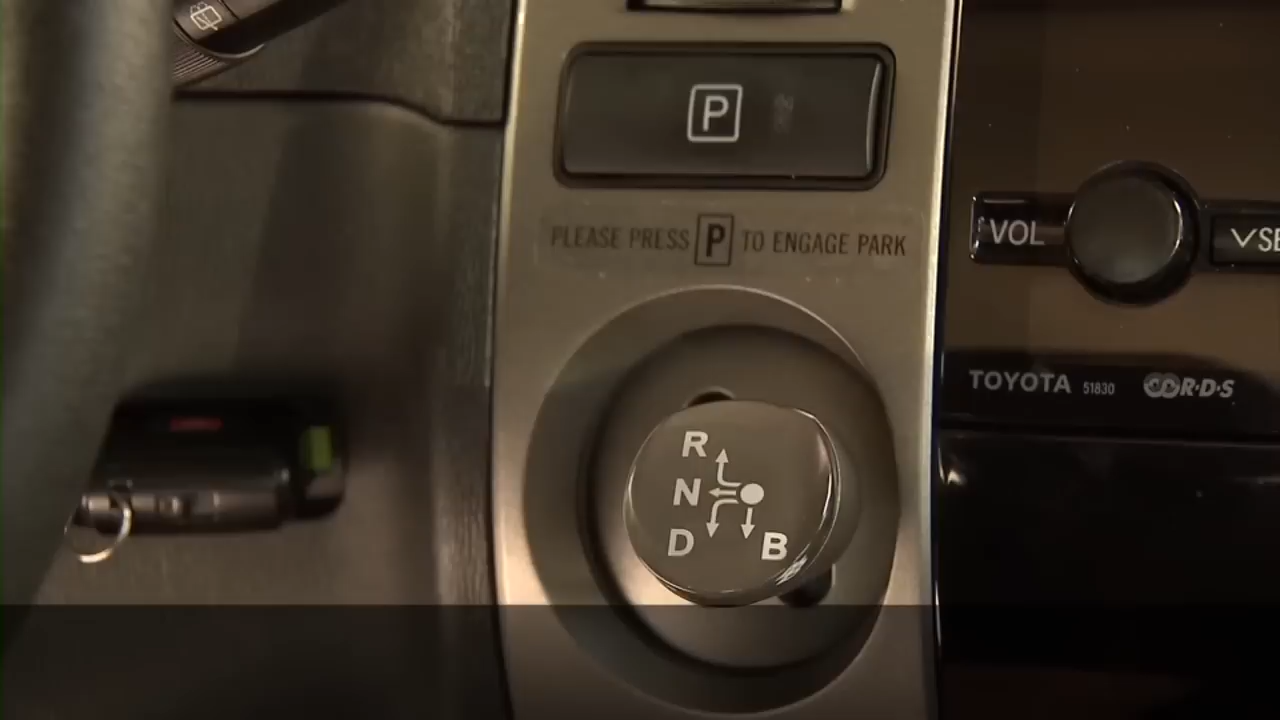 P
PLEASE PRESS P TO ENGAGE PARK
VOL
TOYOTA 51830 R·D·S
R
N
D B